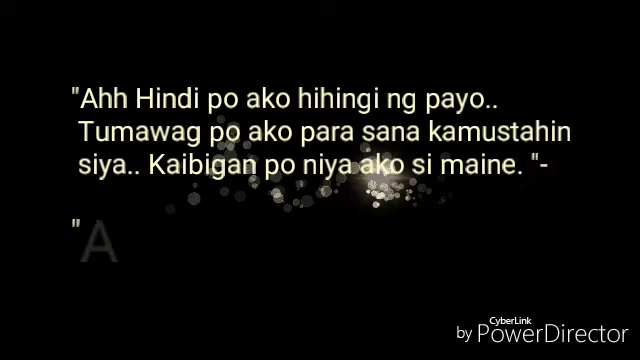 "Ahh Hindi po ako hihingi ng payo..
Tumawag po ako para sana kamustahin
siya.. Kaibigan po niya ako si maine. "-
"A
CyberLink
by PowerDirector